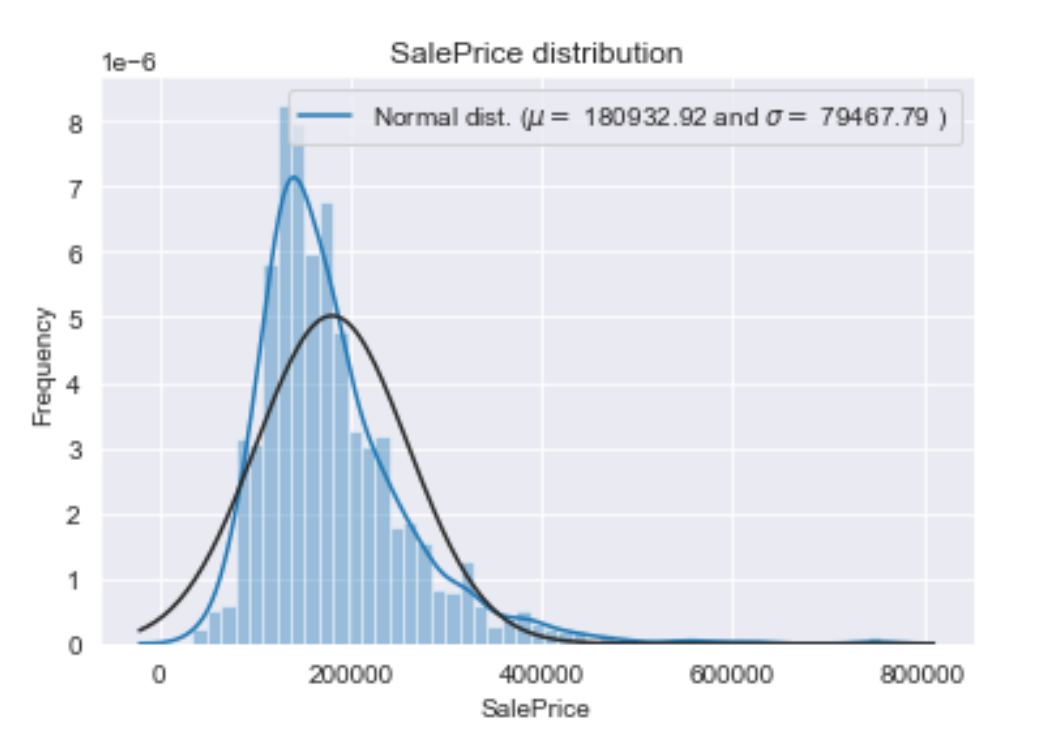 SalePrice distribution
1e−6
Normal dist. (μ = 180932.92 and σ = 79467.79 )
8
7
6
5
4
3
2
1
0
Frequency
0 200000 400000 600000 800000
SalePrice